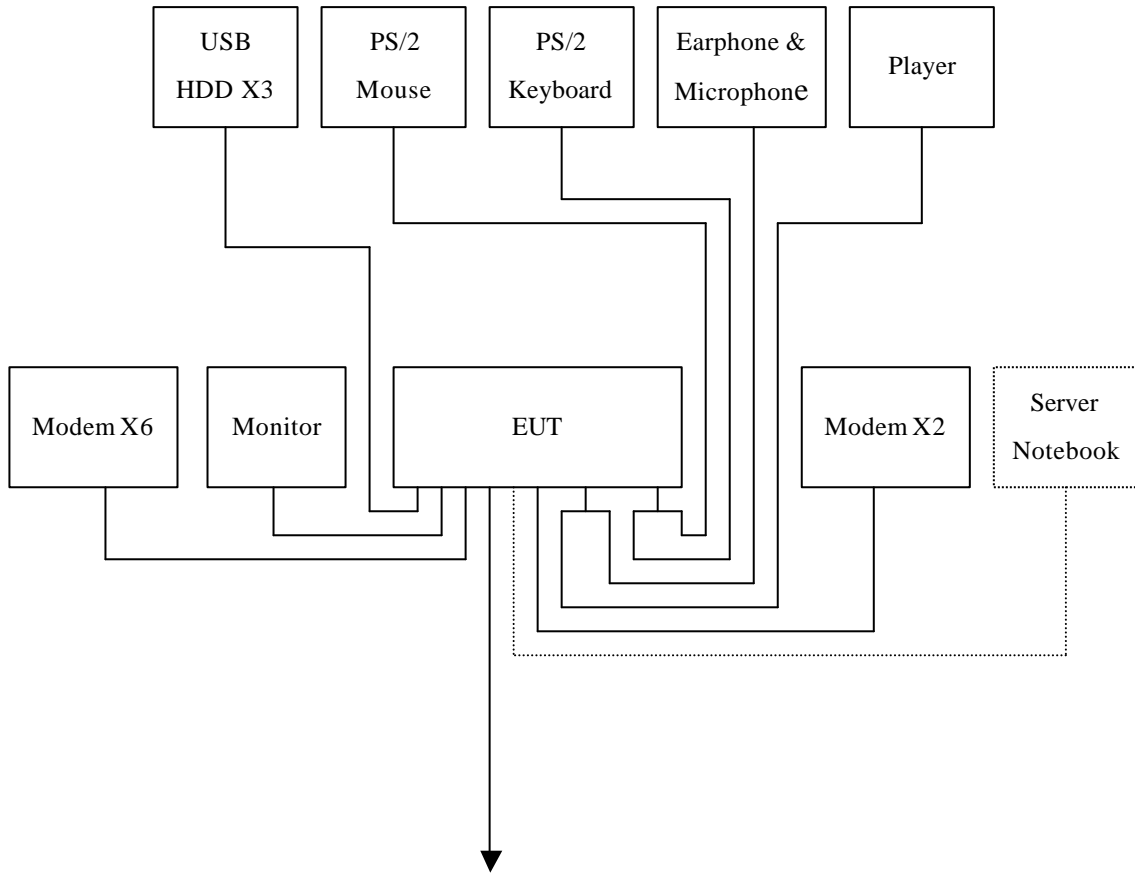 USB
HDD X3
PS/2
Mouse
PS/2
Keyboard
Earphone &
Microphone
Player
Modem X6
Monitor
EUT
Modem X2
Server
Notebook